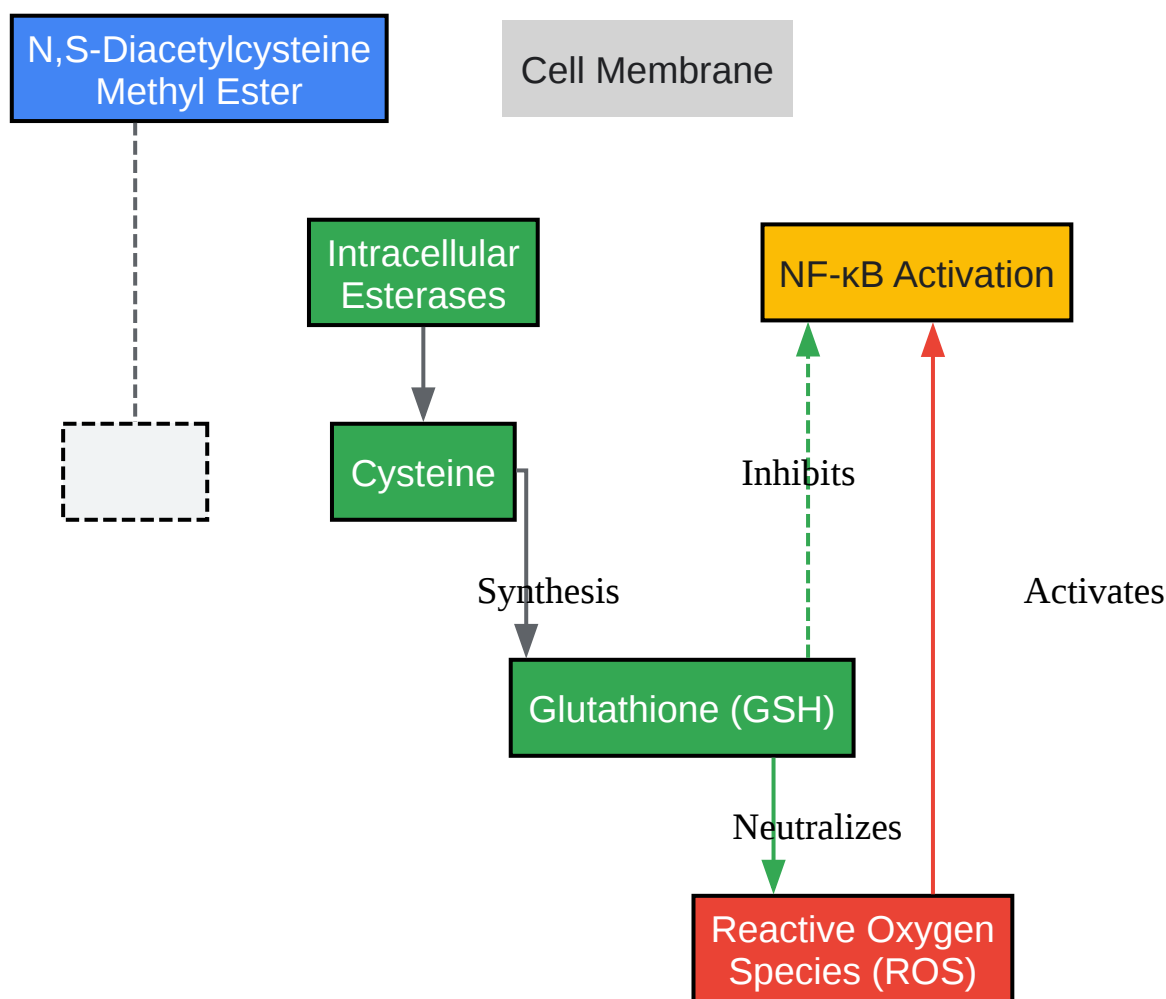 N,S-Diacetylcysteine
Methyl Ester
Cell Membrane
Intracellular
Esterases
NF-κB Activation
Cysteine
Inhibits
Synthesis
Activates
Glutathione (GSH)
Neutralizes
Reactive Oxygen
Species (ROS)